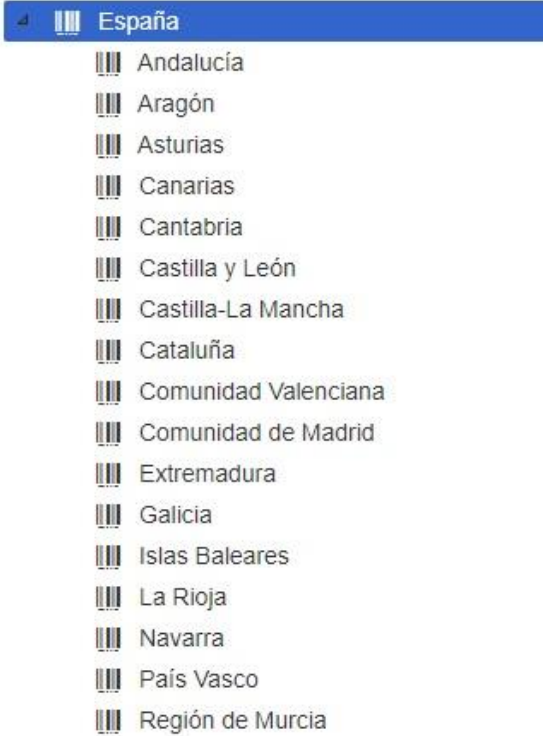 España
Andalucía
Aragón
Asturias
Canarias
Cantabria
Castilla y León
Castilla-La Mancha
Cataluña
Comunidad Valenciana
Comunidad de Madrid
Extremadura
Galicia
Islas Baleares
La Rioja
Navarra
País Vasco
Región de Murcia